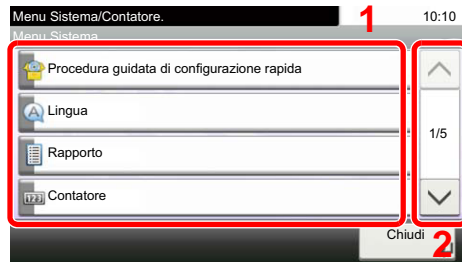 Menu Sistema/Contatore.
1
10:10
Menu Sistema
Procedura guidata di configurazione rapida
Lingua
1/5
Rapporto
123 Contatore
Chiudi
2